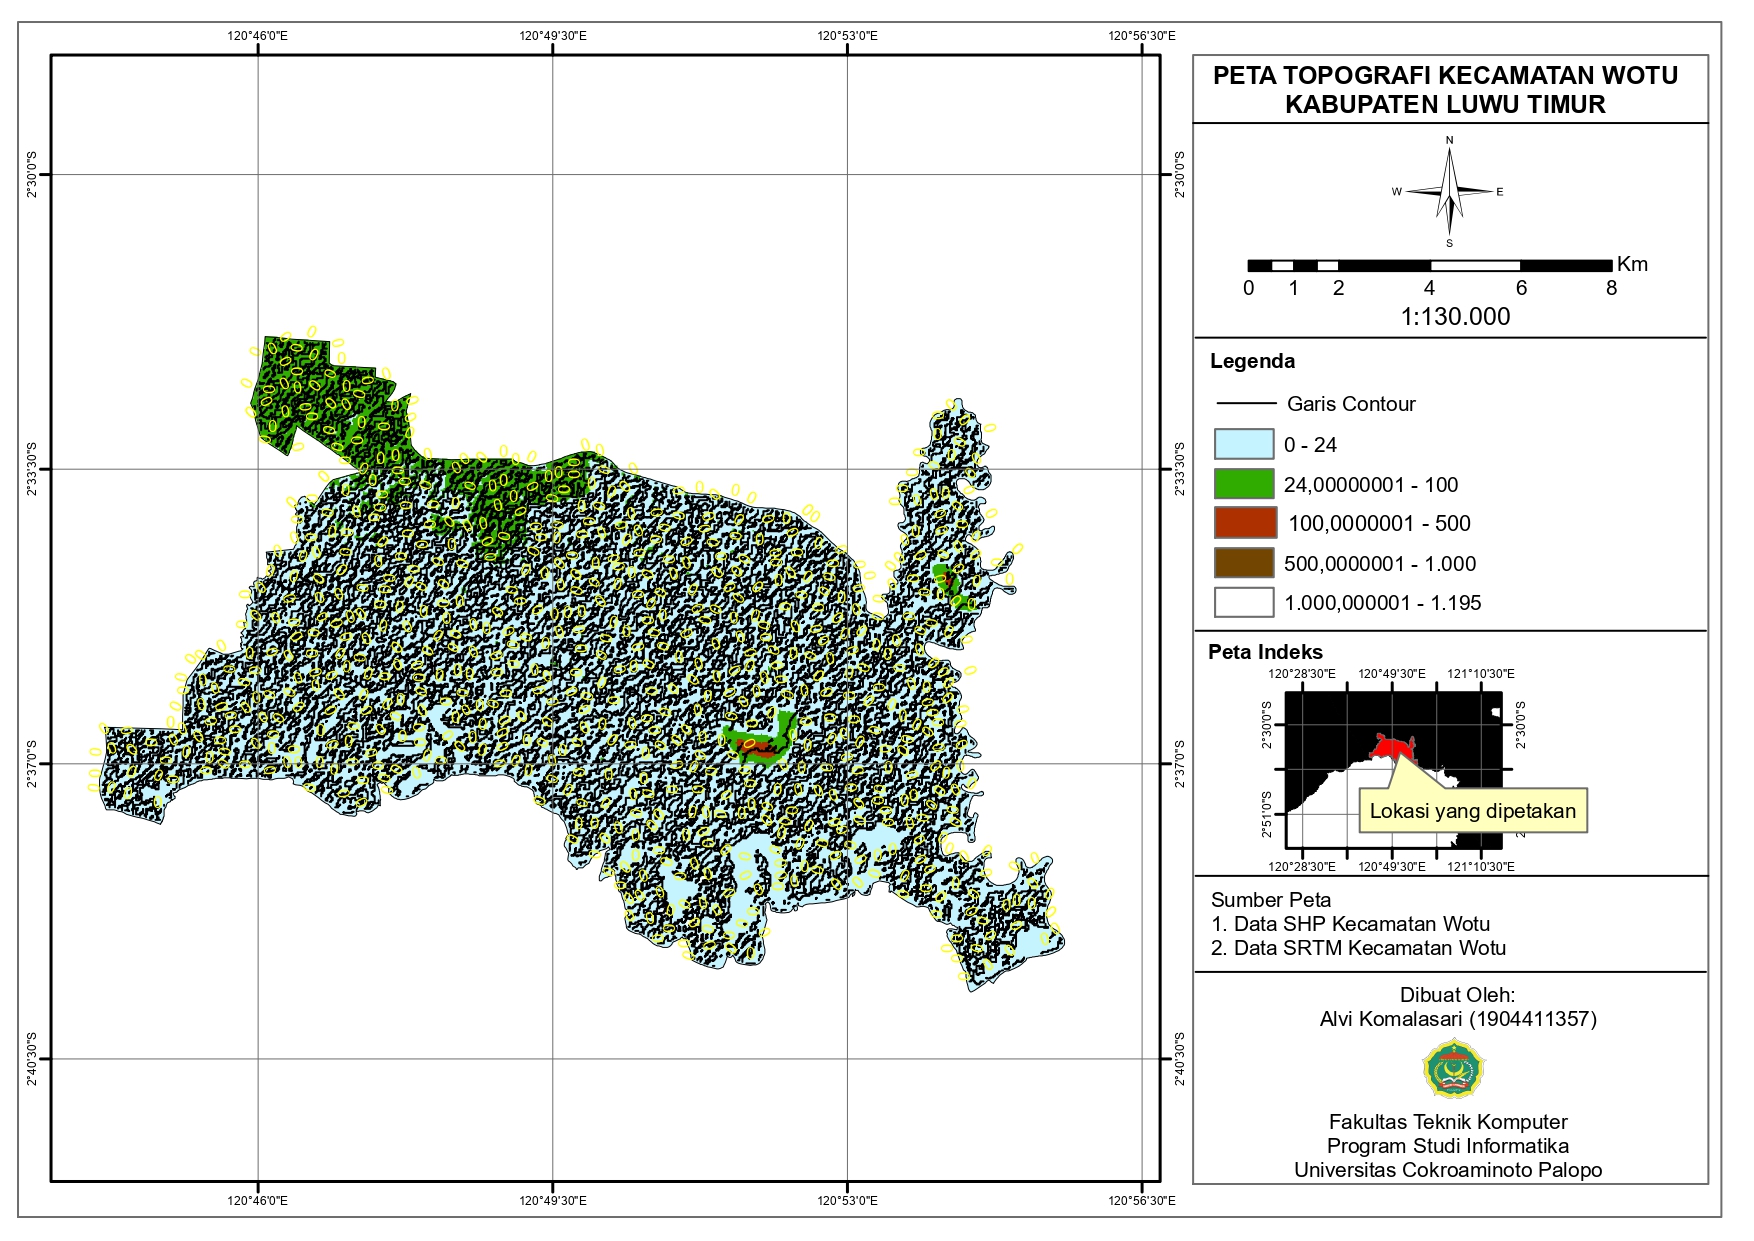 120°46'0"E 120°49'30"E 120°53'0"E 120°56'30"E
2°30'0"S 2°30'0"S
2°33'30"S 2°33'30"S
2°37'0"S 2°37'0"S
2°40'30"S 2°40'30"S
120°46'0"E 120°49'30"E 120°53'0"E 120°56'30"E
PETA TOPOGRAFI KECAMATAN WOTU
KABUPATEN LUWU TIMUR
N
W E
S
Km
0 1 2 4 6 8
1:130.000
Legenda
Garis Contour
0 - 24
24,00000001 - 100
100,0000001 - 500
500,0000001 - 1.000
1.000,000001 - 1.195
Peta Indeks
120°28'30"E 120°49'30"E 121°10'30"E
2°30'0"S 2°30'0"S
Lokasi yang dipetakan
2°51'0"S
120°28'30"E 120°49'30"E 121°10'30"E
Sumber Peta
1. Data SHP Kecamatan Wotu
2. Data SRTM Kecamatan Wotu
Dibuat Oleh:
Alvi Komalasari (1904411357)
Fakultas Teknik Komputer
Program Studi Informatika
Universitas Cokroaminoto Palopo